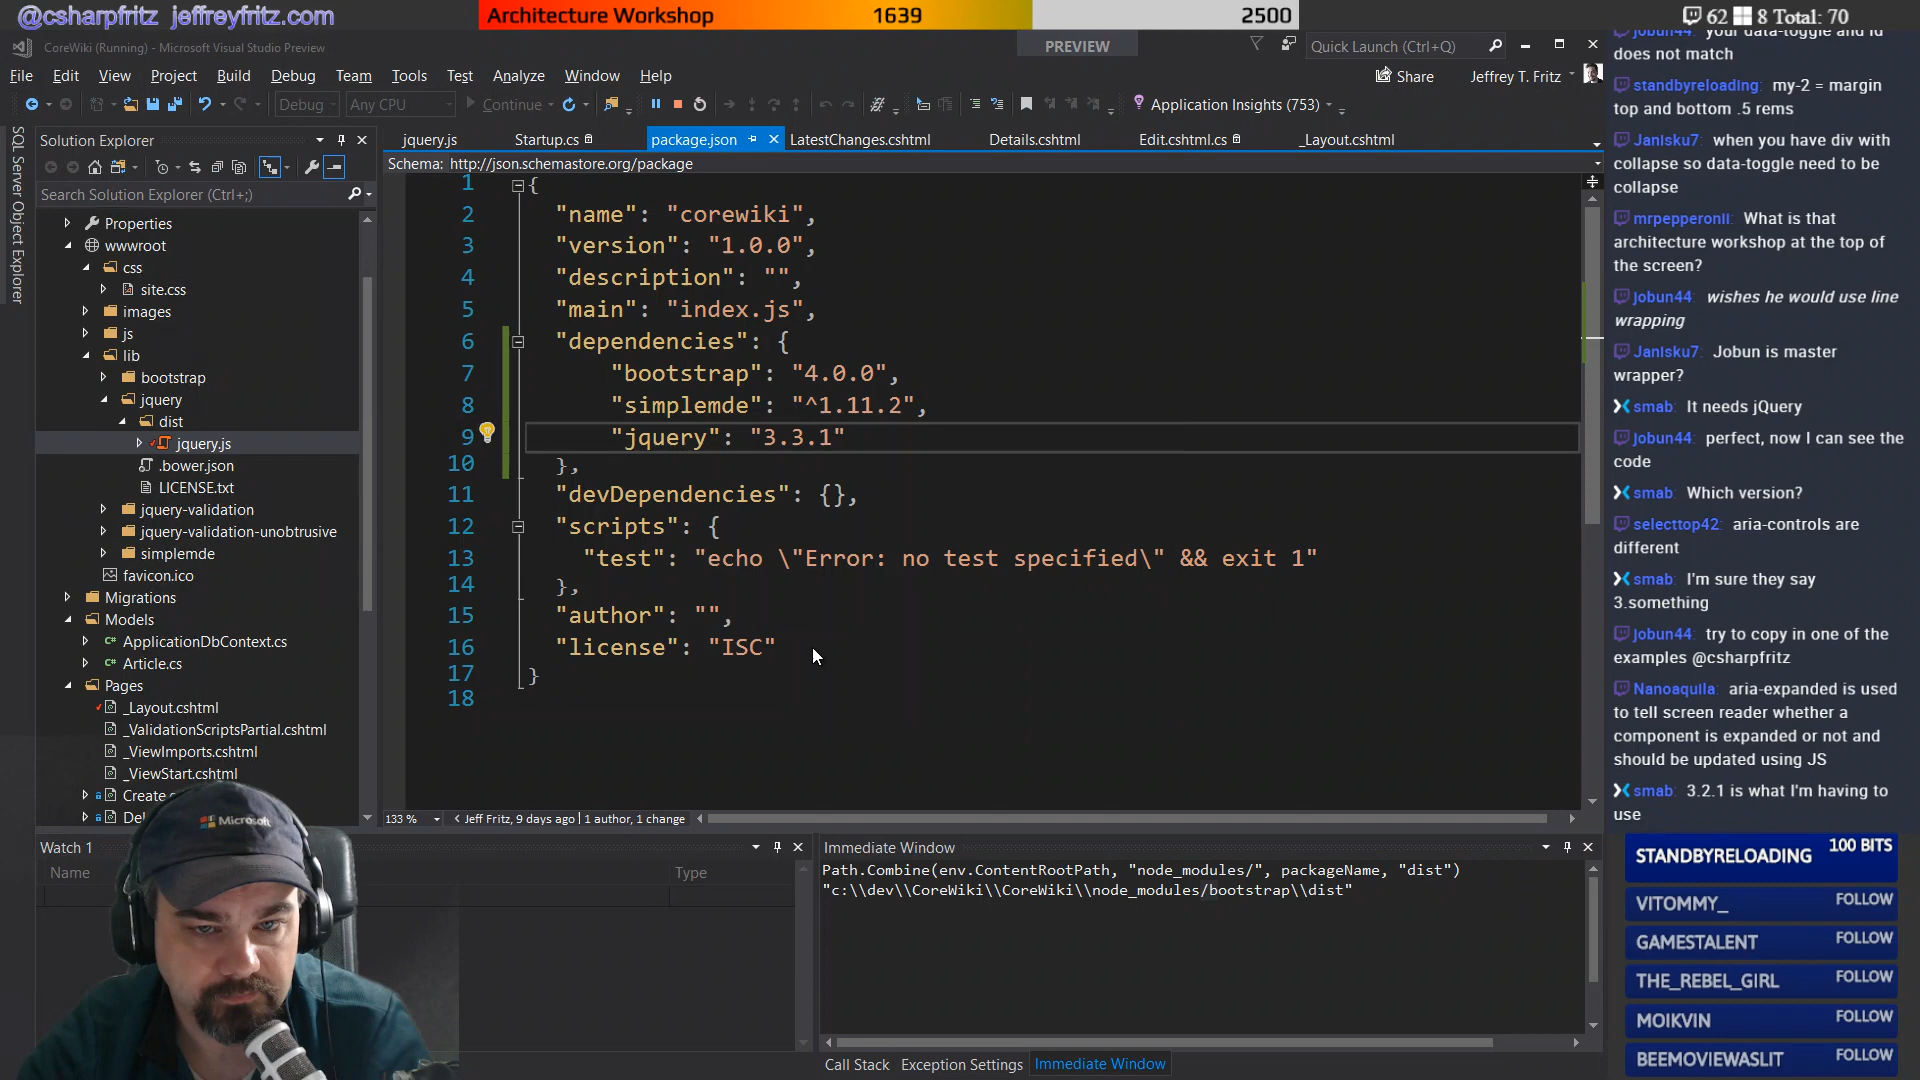 @csharpfritz jeffreyfritz.com
Architecture Workshop 1639 2500
62 8 Total: 70
CoreWiki (Running) - Microsoft Visual Studio Preview
PREVIEW
Quick Launch (Ctrl+Q)
File Edit View Project Build Debug Team Tools Test Analyze Window Help
Share
Jeffrey T. Fritz
Debug Any CPU Continue
Application Insights (753)
SQL Server Object Explorer
Solution Explorer
Search Solution Explorer (Ctrl+;)
Properties
wwwroot
css
site.css
images
js
lib
bootstrap
jquery
dist
jquery.js
.bower.json
LICENSE.txt
jquery-validation
jquery-validation-unobtrusive
simplemde
favicon.ico
Migrations
Models
ApplicationDbContext.cs
Article.cs
Pages
_Layout.cshtml
_ValidationScriptsPartial.cshtml
_ViewImports.cshtml
_ViewStart.cshtml
jquery.js Startup.cs package.json LatestChanges.cshtml Details.cshtml Edit.cshtml.cs _Layout.cshtml
Schema: http://json.schemastore.org/package
1 {
2 "name": "corewiki",
3 "version": "1.0.0",
4 "description": "",
5 "main": "index.js",
6 "dependencies": {
7 "bootstrap": "4.0.0",
8 "simplemde": "^1.11.2",
9 "jquery": "3.3.1"
10 },
11 "devDependencies": {},
12 "scripts": {
13 "test": "echo \"Error: no test specified\" && exit 1"
14 },
15 "author": "",
16 "license": "ISC"
17 }
18
133 % Jeff Fritz, 9 days ago | 1 author, 1 change
Watch 1
Name Type
Microsoft
Immediate Window
Path.Combine(env.ContentRootPath, "node_modules/", packageName, "dist")
"c:\\dev\\CoreWiki\\CoreWiki\\node_modules/bootstrap\\dist"
Call Stack Exception Settings Immediate Window
jobun44: your data-toggle and id
does not match
standbyreloading: my-2 = margin
top and bottom .5 rems
JanIsku7: when you have div with
collapse so data-toggle need to be
collapse
mrpepperonII: What is that
architecture workshop at the top of
the screen?
Jobun44: wishes he would use line
wrapping
JanIsku7: Jobun is master
wrapper?
smab: It needs jQuery
Jobun44: perfect, now I can see the
code
smab: Which version?
selecttop42: aria-controls are
different
smab: I'm sure they say
3.something
Jobun44: try to copy in one of the
examples @csharpfritz
Nanoaquila: aria-expanded is used
to tell screen reader whether a
component is expanded or not and
should be updated using JS
smab: 3.2.1 is what I'm having to
use
STANDBYRELOADING 100 BITS
VITOMMY_ FOLLOW
GAMESTALENT FOLLOW
THE_REBEL_GIRL FOLLOW
MOIKVIN FOLLOW
BEEMOVIEWASLIT FOLLOW